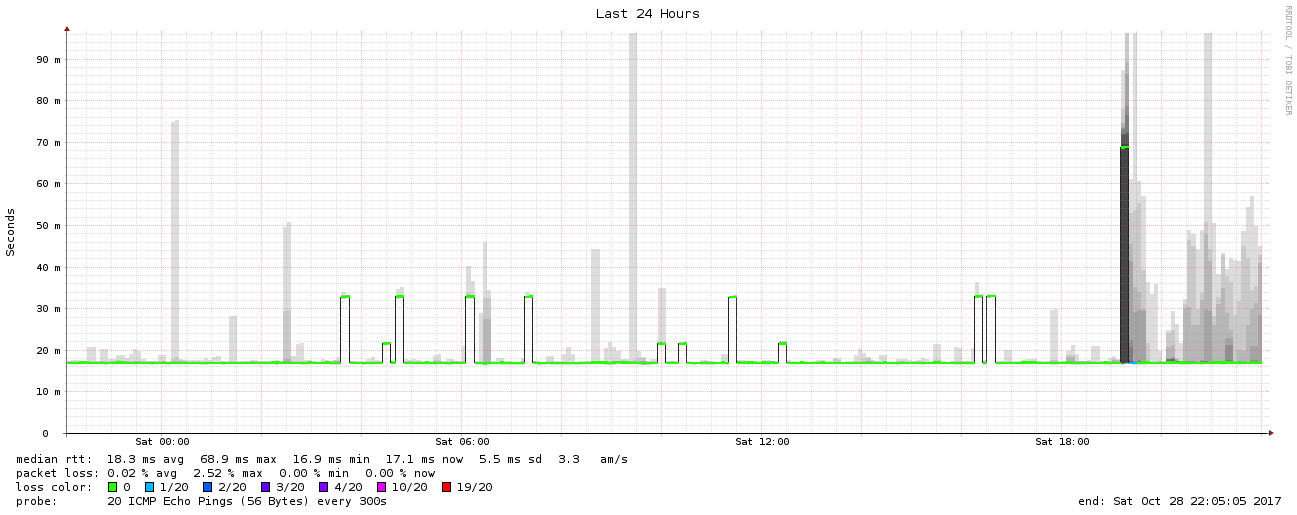 Last 24 Hours
RRDTOOL / TOBI OETIKER
Seconds
90 m
80 m
70 m
60 m
50 m
40 m
30 m
20 m
10 m
0
Sat 00:00 Sat 06:00 Sat 12:00 Sat 18:00
median rtt: 18.3 ms avg 68.9 ms max 16.9 ms min 17.1 ms now 5.5 ms sd 3.3 am/s
packet loss: 0.02 % avg 2.52 % max 0.00 % min 0.00 % now
loss color: 0 1/20 2/20 3/20 4/20 10/20 19/20
probe: 20 ICMP Echo Pings (56 Bytes) every 300s end: Sat Oct 28 22:05:05 2017